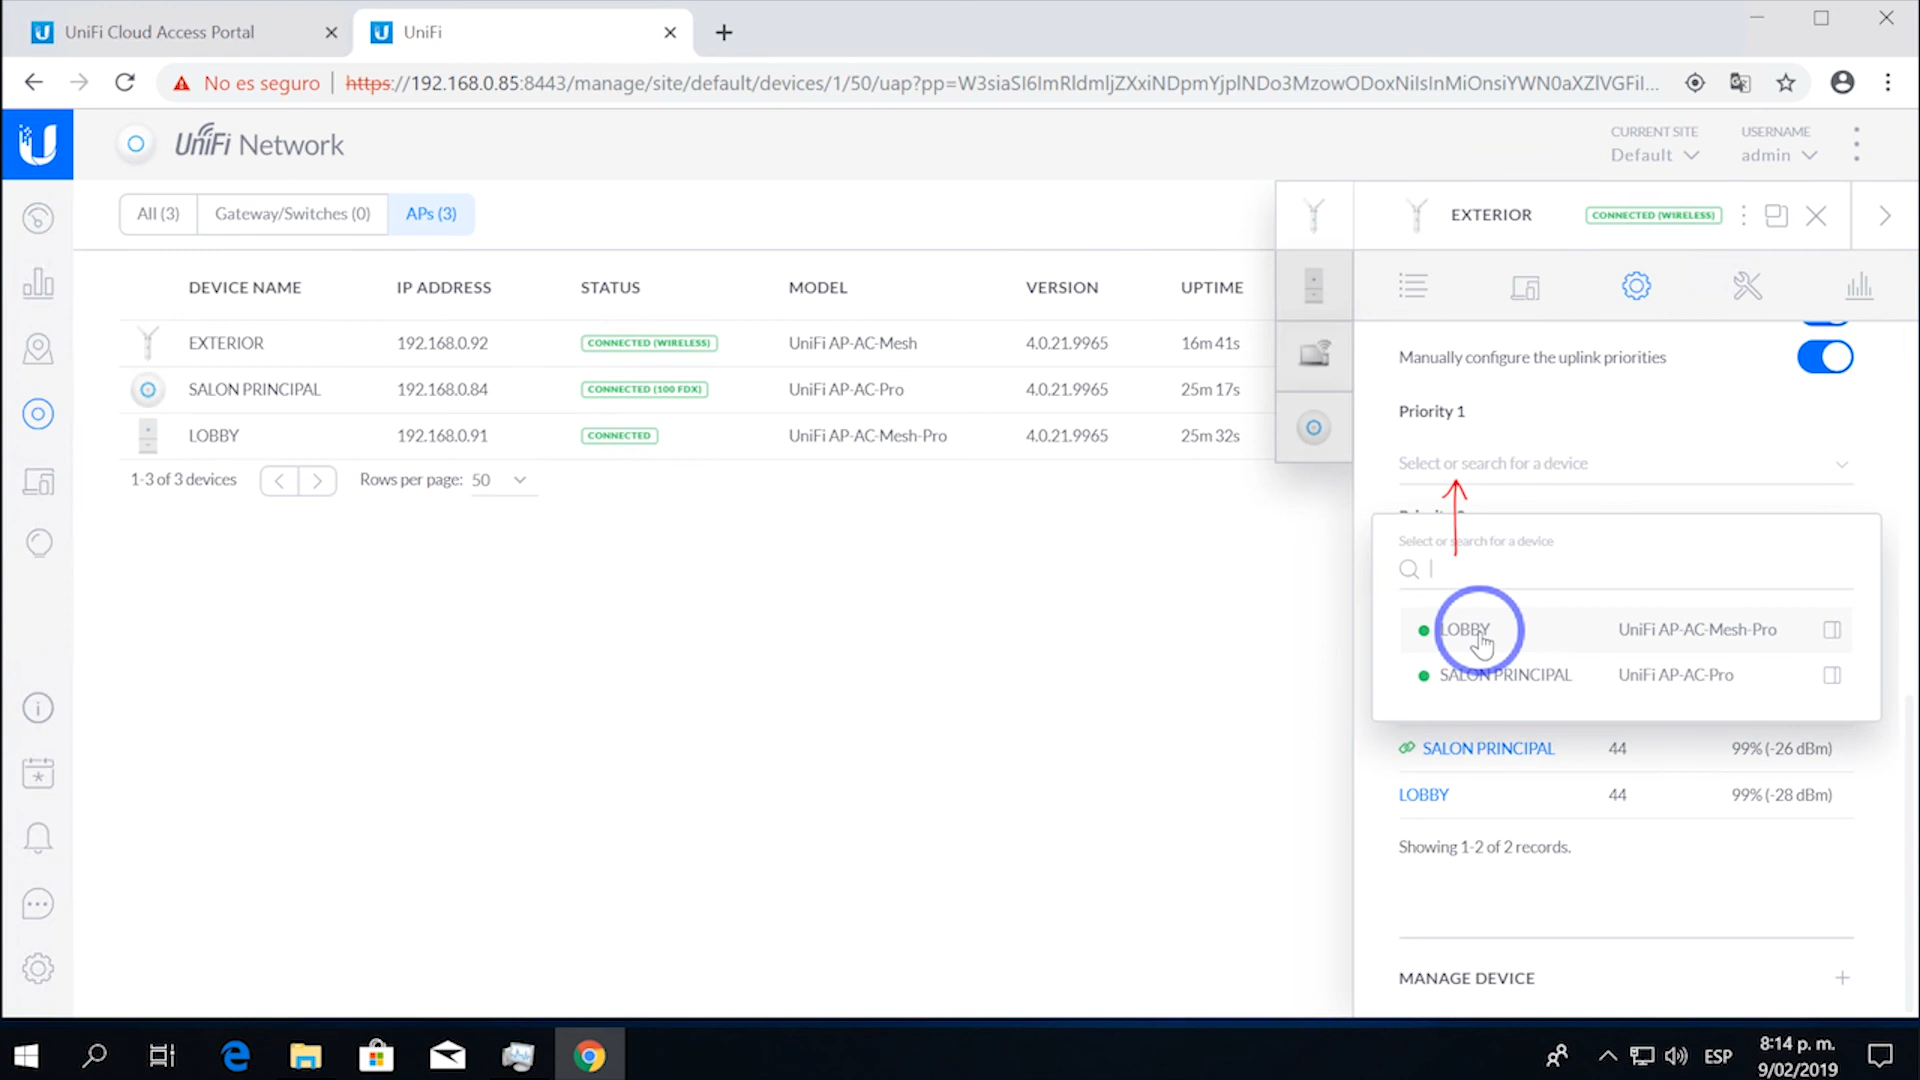 UniFi Cloud Access Portal
UniFi
No es seguro
https://192.168.0.85:8443/manage/site/default/devices/1/50/uap?pp=W3siaSI6ImRldmljZXxiNDpmYjplNDo3MzowODoxNiIsInMiOnsiYWN0aXZlVGFiI...
UniFi Network
CURRENT SITE
Default
USERNAME
admin
All (3)
Gateway/Switches (0)
APs (3)
EXTERIOR
CONNECTED (WIRELESS)
DEVICE NAME IP ADDRESS STATUS MODEL VERSION UPTIME
EXTERIOR 192.168.0.92 CONNECTED (WIRELESS) UniFi AP-AC-Mesh 4.0.21.9965 16m 41s
SALON PRINCIPAL 192.168.0.84 CONNECTED (100 FDX) UniFi AP-AC-Pro 4.0.21.9965 25m 17s
LOBBY 192.168.0.91 CONNECTED UniFi AP-AC-Mesh-Pro 4.0.21.9965 25m 32s
1-3 of 3 devices
Rows per page: 50
Manually configure the uplink priorities
Priority 1
Select or search for a device
Select or search for a device
LOBBY UniFi AP-AC-Mesh-Pro
SALON PRINCIPAL UniFi AP-AC-Pro
SALON PRINCIPAL 44 99% (-26 dBm)
LOBBY 44 99% (-28 dBm)
Showing 1-2 of 2 records.
MANAGE DEVICE
ESP
8:14 p. m.
9/02/2019